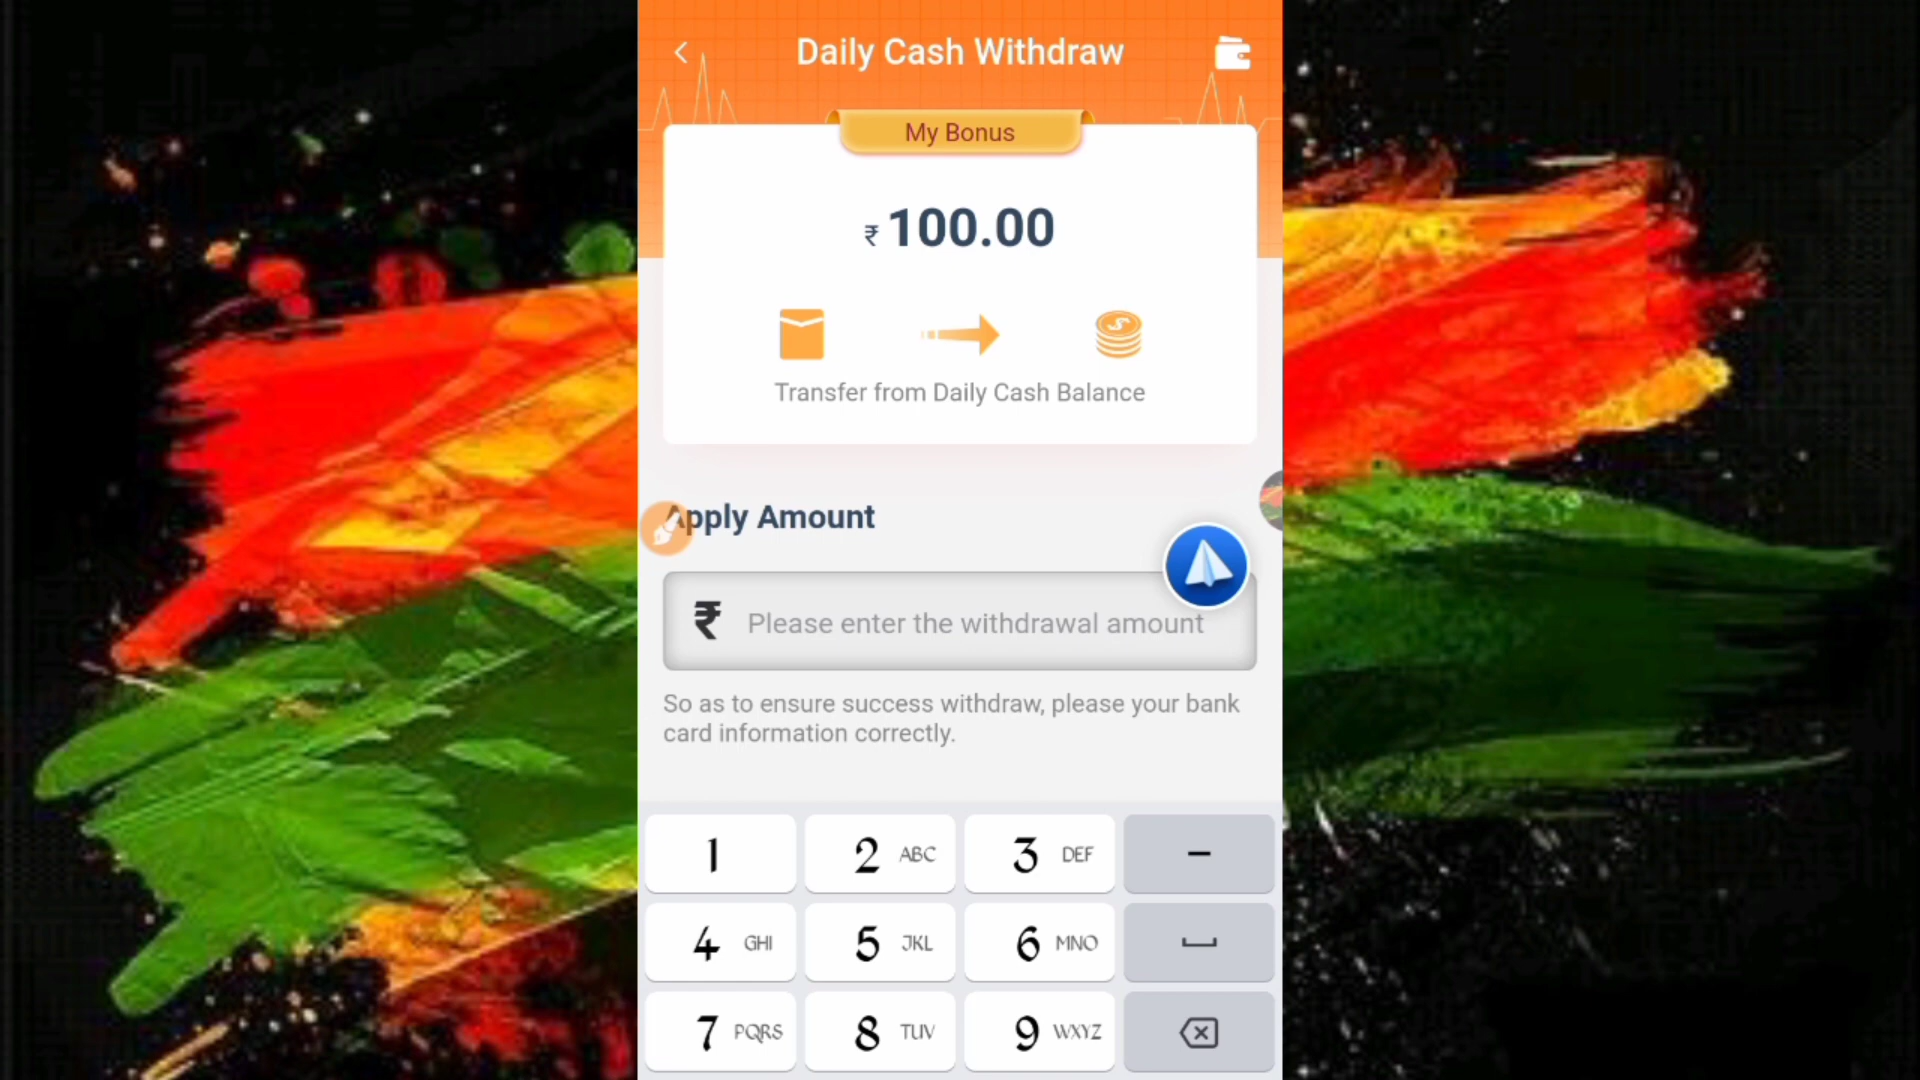 Daily Cash Withdraw
My Bonus
₹ 100.00
Transfer from Daily Cash Balance
Apply Amount
₹ Please enter the withdrawal amount
So as to ensure success withdraw, please your bank
card information correctly.
1 2 ABC 3 DEF –
4 GHI 5 JKL 6 MNO
7 PQRS 8 TUV 9 WXYZ